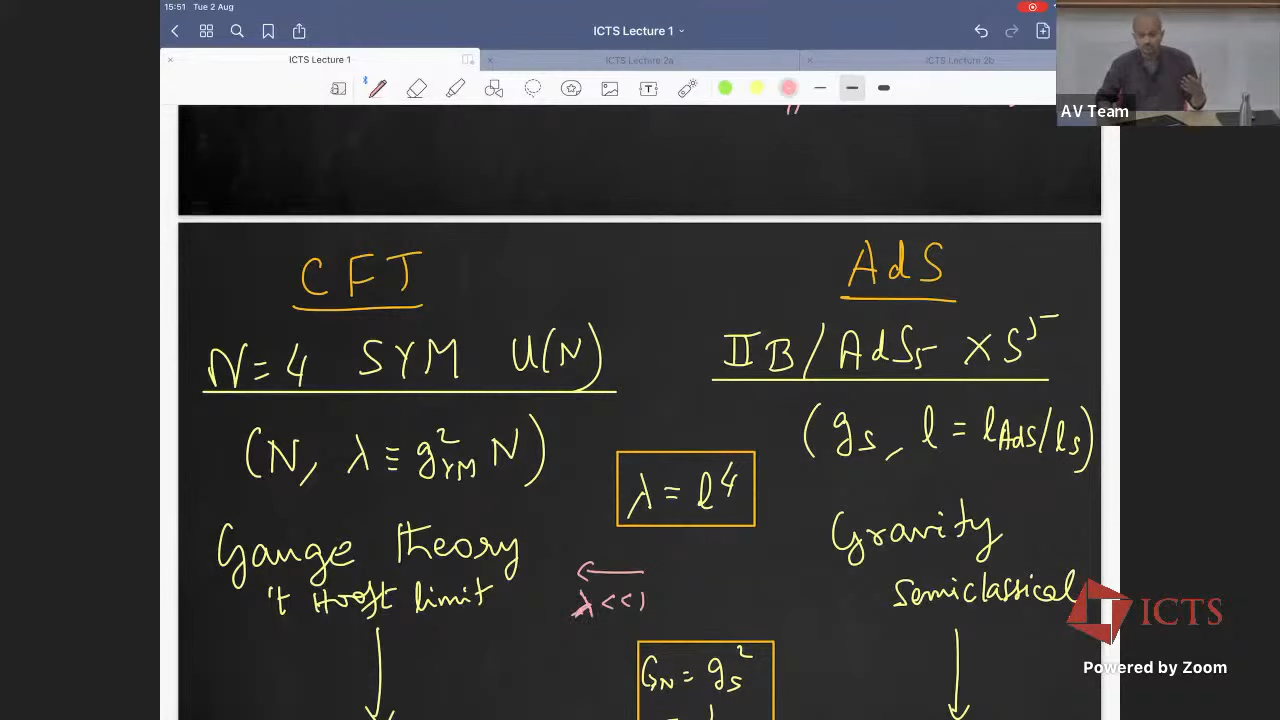 15:51 Tue 2 Aug
ICTS Lecture 1
ICTS Lecture 1
ICTS Lecture 2a
ICTS Lecture 2b
AV Team
CFT
AdS
N=4 SYM U(N)
IIB/AdS₅ × S⁵
(N, λ ≡ g²YM N)
(gs, l = lAdS/ls)
λ = l⁴
Gauge theory
't Hooft limit
Gravity
semiclassical
←
λ<<1
GN = gs²
ICTS
Powered by Zoom